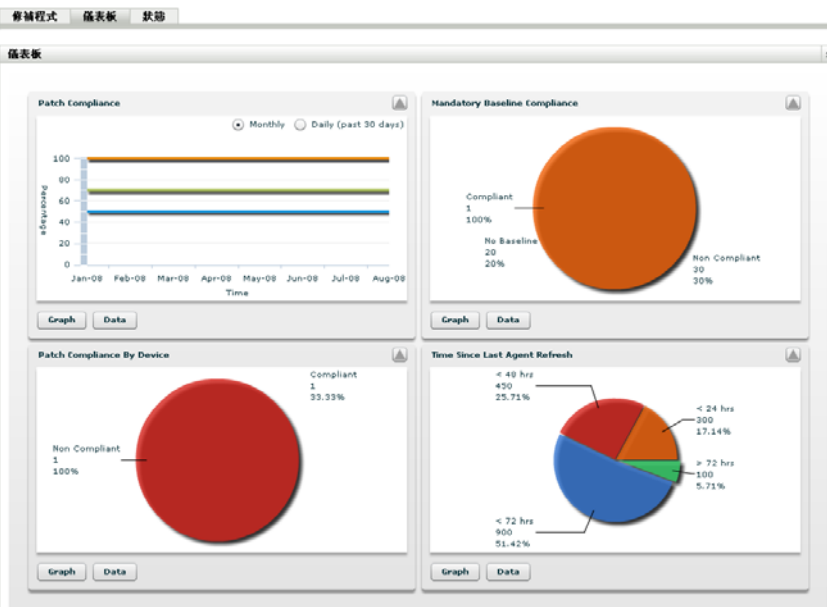 修補程式 儀表板 狀態
儀表板
Patch Compliance
Monthly Daily (past 30 days)
100
80
60
40
20
0
Percentage
Jan-08 Feb-08 Mar-08 Apr-08 May-08 Jun-08 Jul-08 Aug-08
Time
Graph Data
Mandatory Baseline Compliance
Compliant
1
100%
No Baseline
20
20%
Non Compliant
30
30%
Graph Data
Patch Compliance By Device
Compliant
1
33.33%
Non Compliant
1
100%
Graph Data
Time Since Last Agent Refresh
< 48 hrs
450
25.71%
< 24 hrs
300
17.14%
> 72 hrs
100
5.71%
< 72 hrs
900
51.42%
Graph Data